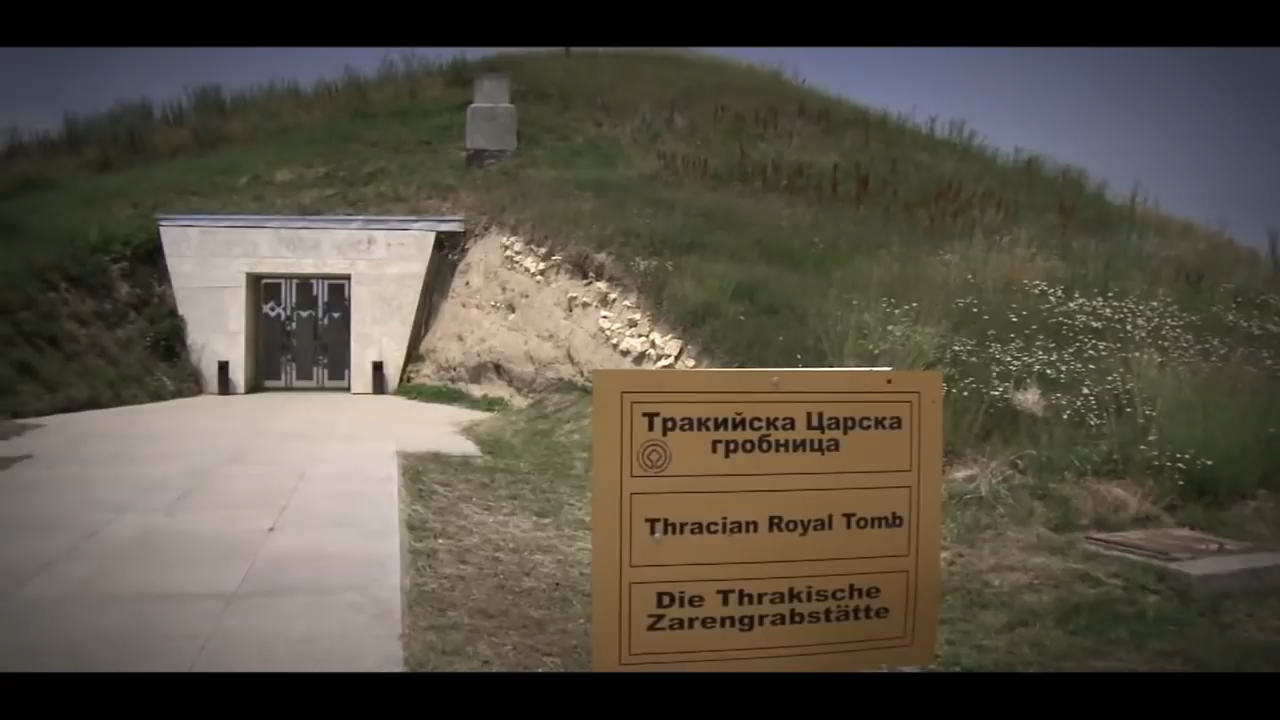 Тракийска Царска
гробница
Thracian Royal Tomb
Die Thrakische
Zarengrabstätte